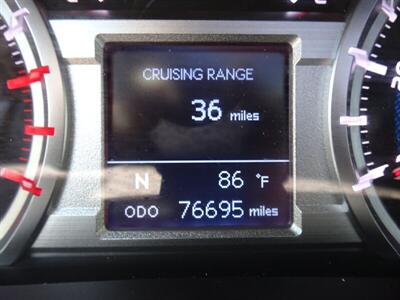 CRUISING RANGE
36 miles
N 86 °F
ODO 76695 miles